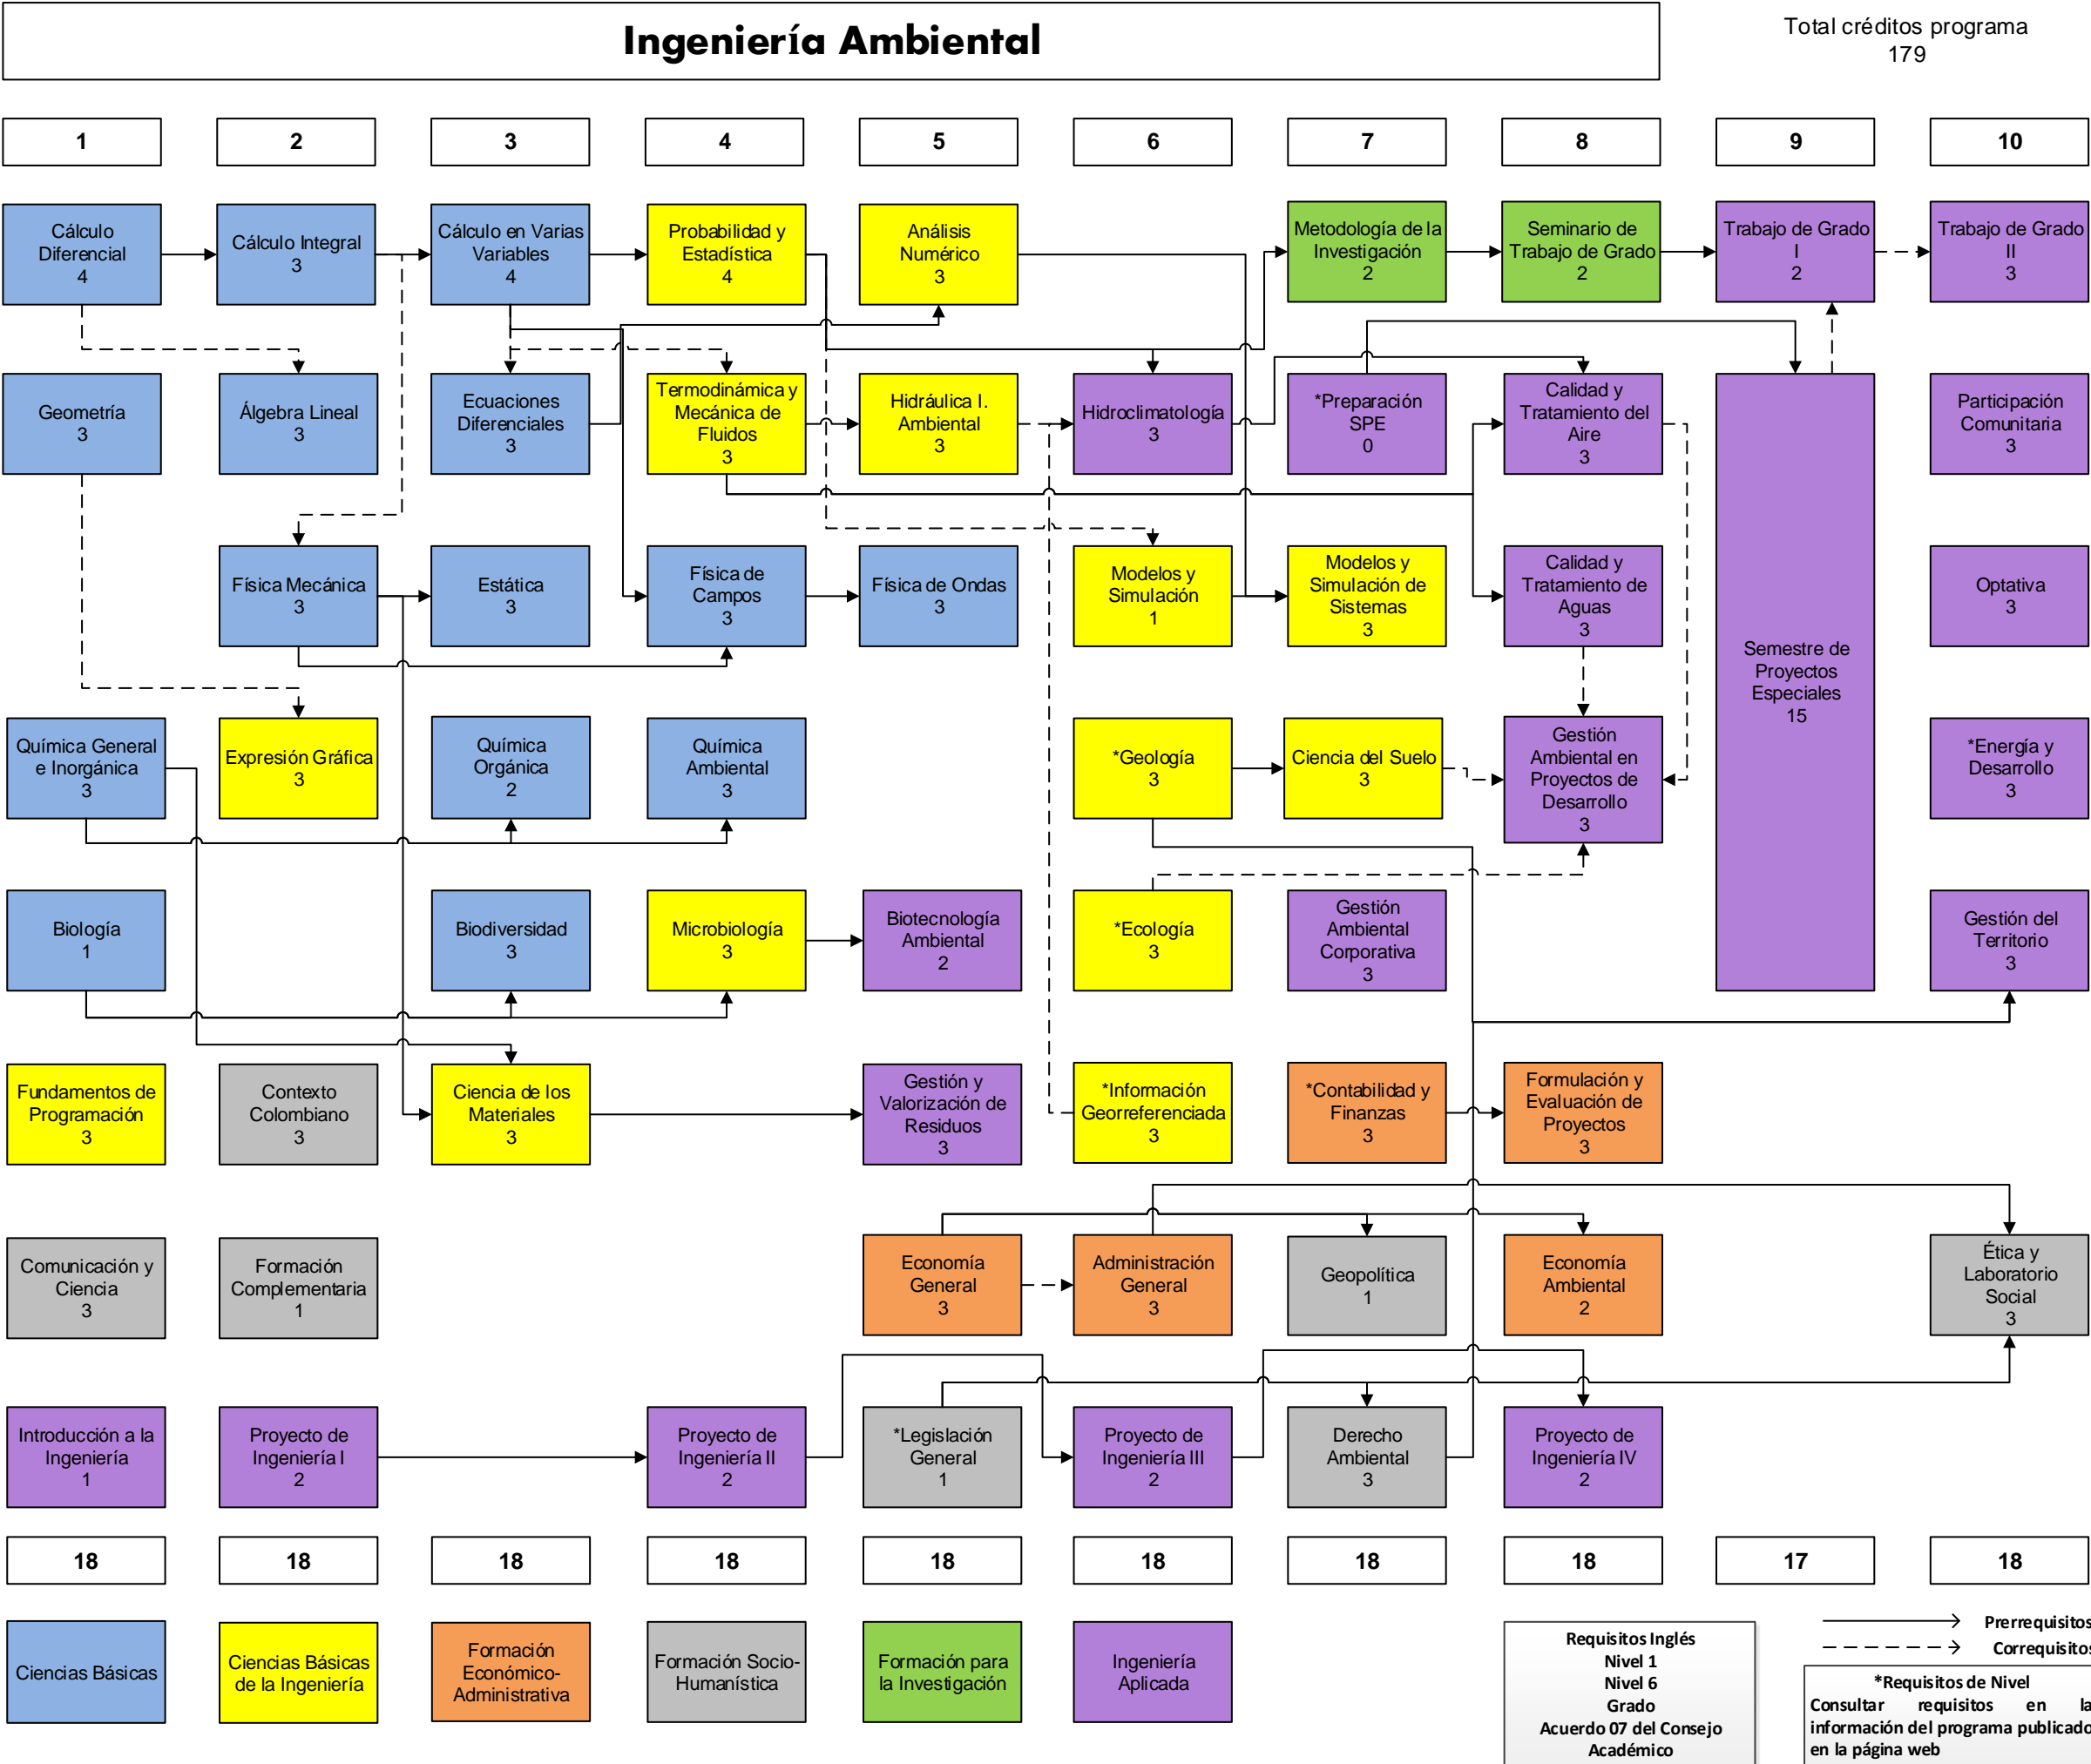 Ingeniería Ambiental
Total créditos programa
179
1
2
3
4
5
6
7
8
9
10
Cálculo
Diferencial
4
Cálculo Integral
3
Cálculo en Varias
Variables
4
Probabilidad y
Estadística
4
Análisis
Numérico
3
Metodología de la
Investigación
2
Seminario de
Trabajo de Grado
2
Trabajo de Grado
I
2
Trabajo de Grado
II
3
Geometría
3
Álgebra Lineal
3
Ecuaciones
Diferenciales
3
Termodinámica y
Mecánica de
Fluidos
3
Hidráulica I.
Ambiental
3
Hidroclimatología
3
*Preparación
SPE
0
Calidad y
Tratamiento del
Aire
3
Participación
Comunitaria
3
Física Mecánica
3
Estática
3
Física de
Campos
3
Física de Ondas
3
Modelos y
Simulación
1
Modelos y
Simulación de
Sistemas
3
Calidad y
Tratamiento de
Aguas
3
Semestre de
Proyectos
Especiales
15
Optativa
3
Química General
e Inorgánica
3
Expresión Gráfica
3
Química
Orgánica
2
Química
Ambiental
3
*Geología
3
Ciencia del Suelo
3
Gestión
Ambiental en
Proyectos de
Desarrollo
3
*Energía y
Desarrollo
3
Biología
1
Biodiversidad
3
Microbiología
3
Biotecnología
Ambiental
2
*Ecología
3
Gestión
Ambiental
Corporativa
3
Gestión del
Territorio
3
Fundamentos de
Programación
3
Contexto
Colombiano
3
Ciencia de los
Materiales
3
Gestión y
Valorización de
Residuos
3
*Información
Georreferenciada
3
*Contabilidad y
Finanzas
3
Formulación y
Evaluación de
Proyectos
3
Comunicación y
Ciencia
3
Formación
Complementaria
1
Economía
General
3
Administración
General
3
Geopolítica
1
Economía
Ambiental
2
Ética y
Laboratorio
Social
3
Introducción a la
Ingeniería
1
Proyecto de
Ingeniería I
2
Proyecto de
Ingeniería II
2
*Legislación
General
1
Proyecto de
Ingeniería III
2
Derecho
Ambiental
3
Proyecto de
Ingeniería IV
2
18
18
18
18
18
18
18
18
17
18
Ciencias Básicas
Ciencias Básicas
de la Ingeniería
Formación
Económico-
Administrativa
Formación Socio-
Humanística
Formación para
la Investigación
Ingeniería
Aplicada
Requisitos Inglés
Nivel 1
Nivel 6
Grado
Acuerdo 07 del Consejo
Académico
Prerrequisitos
Correquisitos
*Requisitos de Nivel
Consultar requisitos en la
información del programa publicado
en la página web